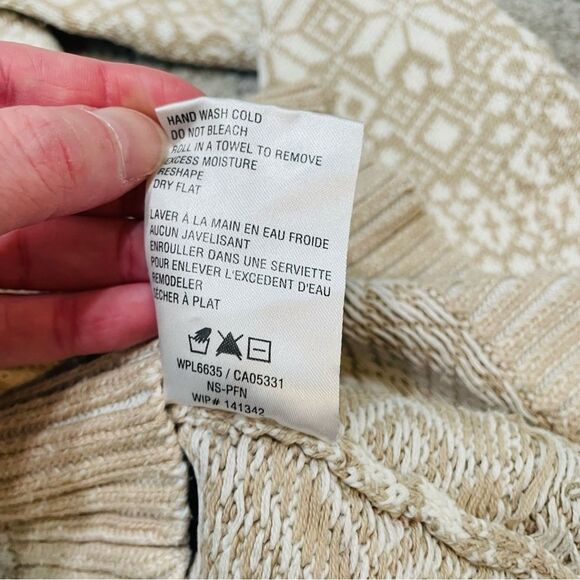 HAND WASH COLD
DO NOT BLEACH
ROLL IN A TOWEL TO REMOVE
EXCESS MOISTURE
RESHAPE
DRY FLAT
LAVER À LA MAIN EN EAU FROIDE
AUCUN JAVELISANT
ENROULLER DANS UNE SERVIETTE
POUR ENLEVER L'EXCEDENT D'EAU
REMODELER
SÉCHER À PLAT
WPL6635 / CA05331
NS-PFN
WIP# 141342